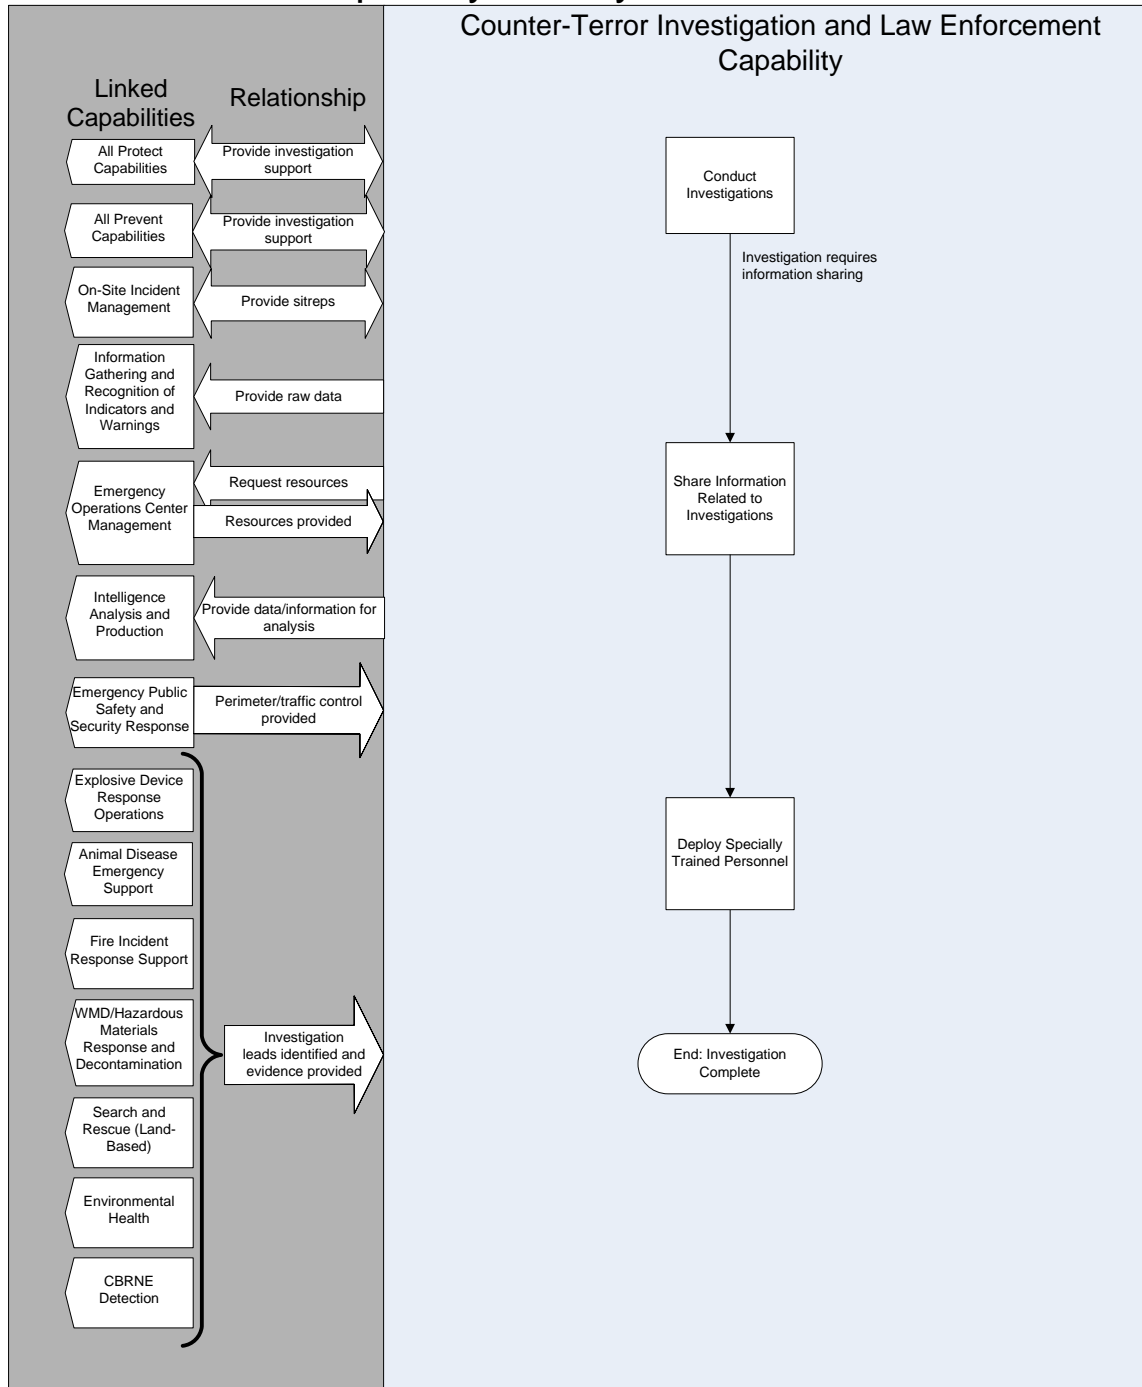 Counter-Terror Investigation and Law Enforcement
Capability
Linked
Capabilities
Relationship
All Protect
Capabilities
Provide investigation
support
All Prevent
Capabilities
Provide investigation
support
On-Site Incident
Management
Provide sitreps
Information
Gathering and
Recognition of
Indicators and
Warnings
Provide raw data
Emergency
Operations Center
Management
Request resources
Resources provided
Intelligence
Analysis and
Production
Provide data/information for
analysis
Emergency Public
Safety and
Security Response
Perimeter/traffic control
provided
Explosive Device
Response
Operations
Animal Disease
Emergency
Support
Fire Incident
Response Support
WMD/Hazardous
Materials
Response and
Decontamination
Search and
Rescue (Land-
Based)
Environmental
Health
CBRNE
Detection
Investigation
leads identified and
evidence provided
Conduct
Investigations
Investigation requires
information sharing
Share Information
Related to
Investigations
Deploy Specially
Trained Personnel
End: Investigation
Complete